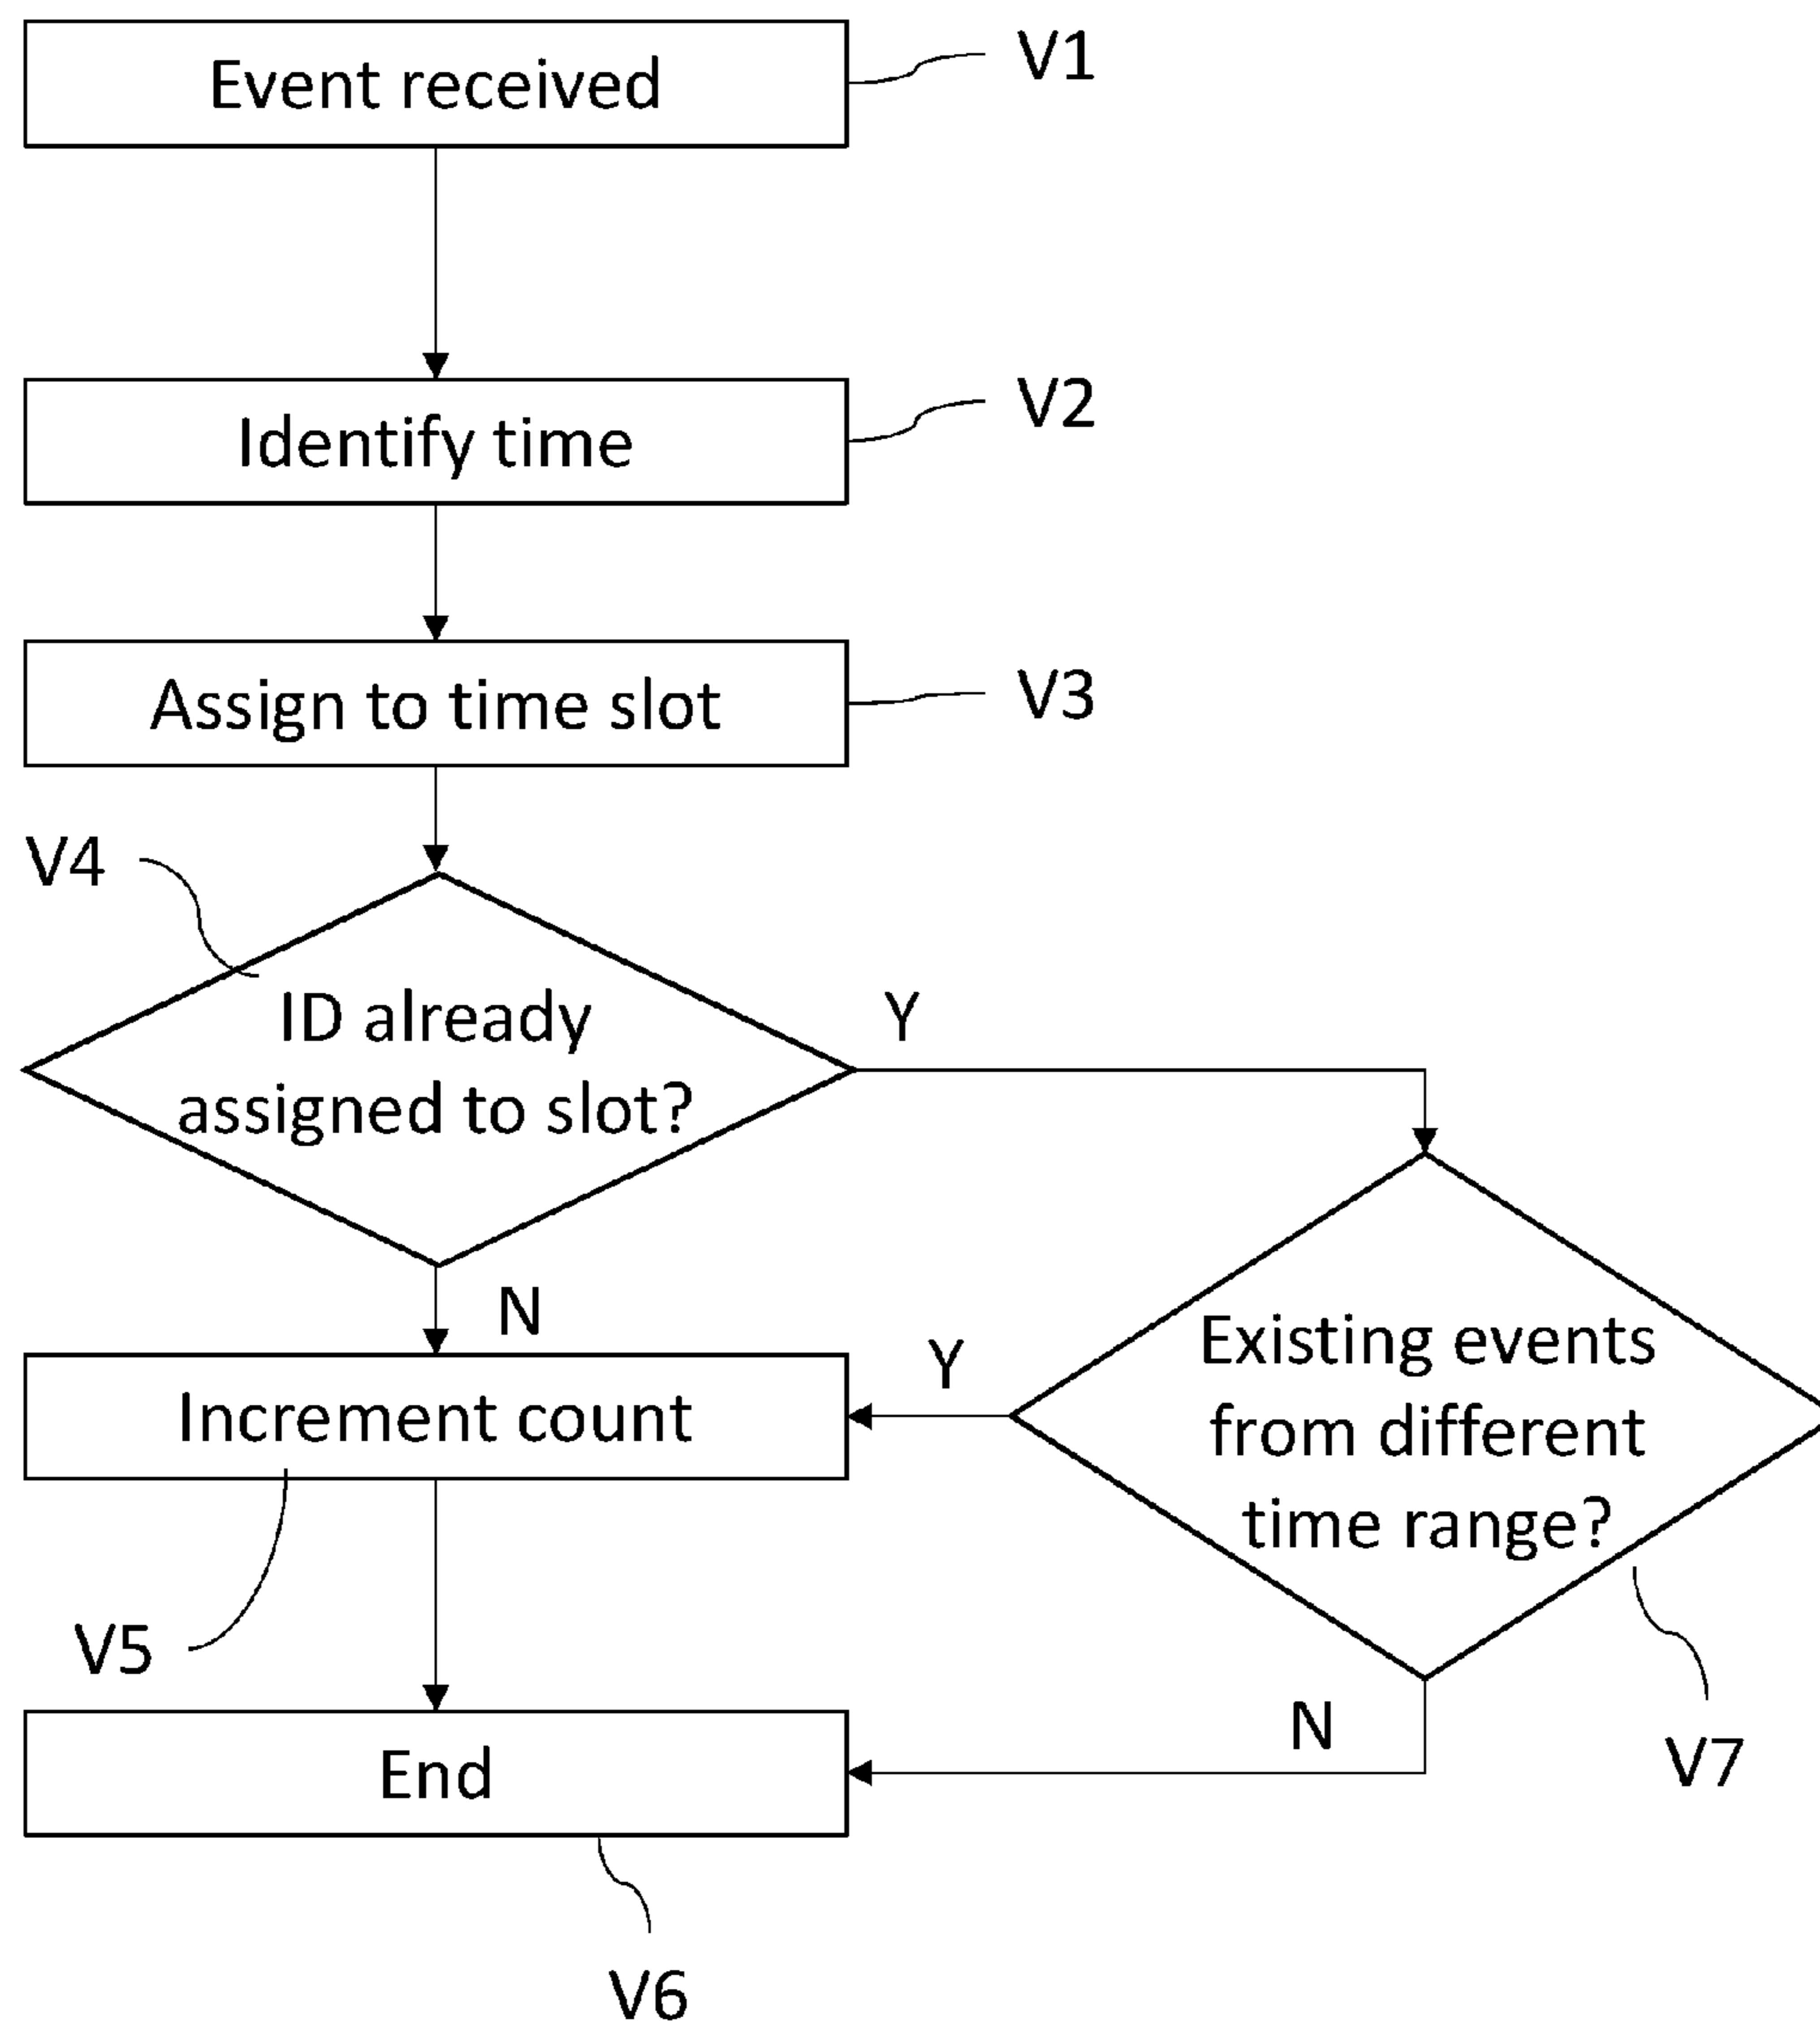 Event received
V1
Identify time
V2
Assign to time slot
V3
V4
ID already
assigned to slot?
Y
N
Increment count
Y
Existing events
from different
time range?
V5
N
V7
End
V6